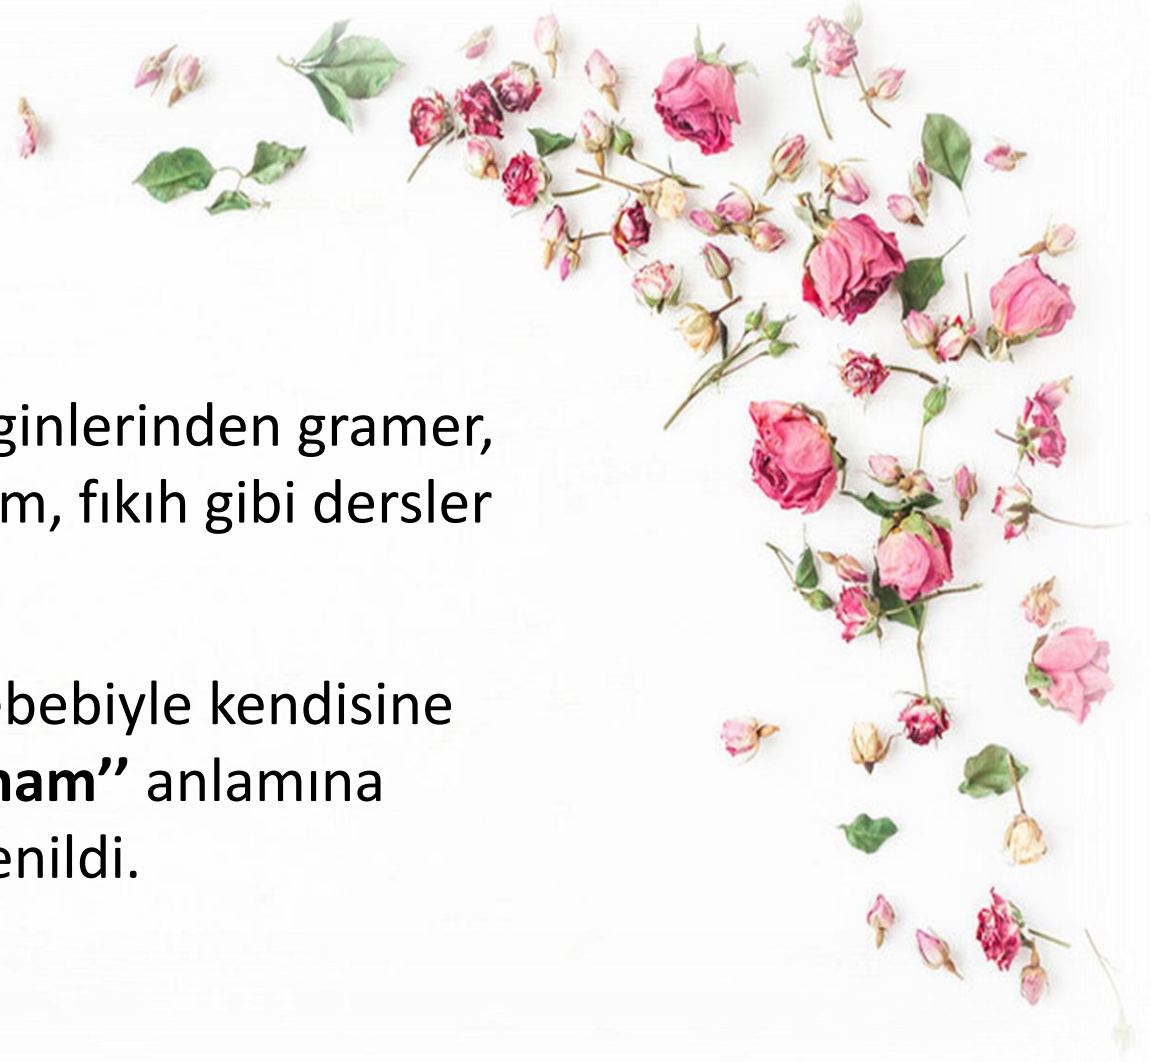 ginlerinden gramer,
m, fıkıh gibi dersler
ebebiyle kendisine
nam’’ anlamına
enildi.